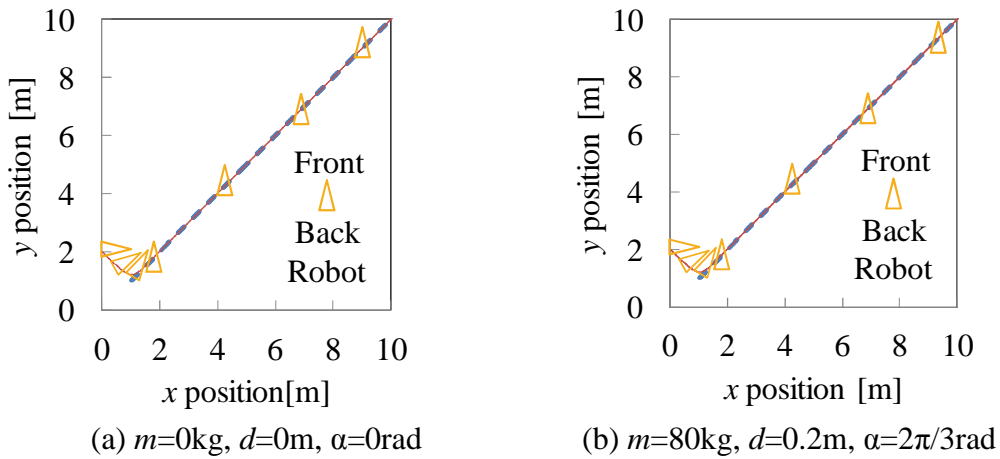 10
8
6
4
2
0
y position [m]
Front
Back
Robot
0 2 4 6 8 10
x position[m]
(a) m=0kg, d=0m, α=0rad
10
8
6
4
2
0
y position [m]
Front
Back
Robot
0 2 4 6 8 10
x position [m]
(b) m=80kg, d=0.2m, α=2π/3rad